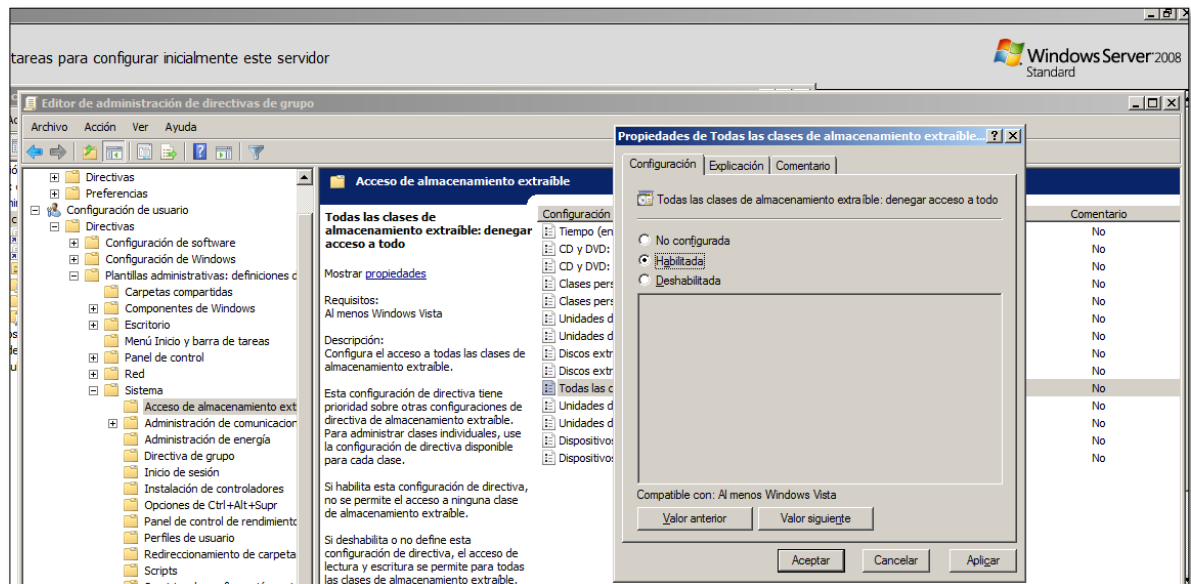 tareas para configurar inicialmente este servidor
Windows Server 2008
Standard
Editor de administración de directivas de grupo
Archivo Acción Ver Ayuda
Directivas
Preferencias
Configuración de usuario
Directivas
Configuración de software
Configuración de Windows
Plantillas administrativas: definiciones
Carpetas compartidas
Componentes de Windows
Escritorio
Menú Inicio y barra de tareas
Panel de control
Red
Sistema
Acceso de almacenamiento ext
Administración de comunicacion
Administración de energía
Directiva de grupo
Inicio de sesión
Instalación de controladores
Opciones de Ctrl+Alt+Supr
Panel de control de rendimiento
Perfiles de usuario
Redireccionamiento de carpeta
Scripts
Acceso de almacenamiento extraíble
Todas las clases de
almacenamiento extraíble: denegar
acceso a todo
Mostrar propiedades
Requisitos:
Al menos Windows Vista
Descripción:
Configura el acceso a todas las clases de
almacenamiento extraíble.
Esta configuración de directiva tiene
prioridad sobre otras configuraciones de
directiva de almacenamiento extraíble.
Para administrar clases individuales, use
la configuración de directiva disponible
para cada clase.
Si habilita esta configuración de directiva,
no se permite el acceso a ninguna clase
de almacenamiento extraíble.
Si deshabilita o no define esta
configuración de directiva, el acceso de
lectura y escritura se permite para todas
las clases de almacenamiento extraíble.
Configuración
Tiempo (en
CD y DVD:
CD y DVD:
Clases pers
Clases pers
Unidades d
Unidades d
Discos extr
Discos extr
Todas las c
Unidades d
Unidades d
Dispositivos
Dispositivos
Comentario
No
No
No
No
No
No
No
No
No
No
No
No
No
No
Propiedades de Todas las clases de almacenamiento extraíble...
Configuración Explicación Comentario
Todas las clases de almacenamiento extraíble: denegar acceso a todo
No configurada
Habilitada
Deshabilitada
Compatible con: Al menos Windows Vista
Valor anterior Valor siguiente
Aceptar Cancelar Aplicar